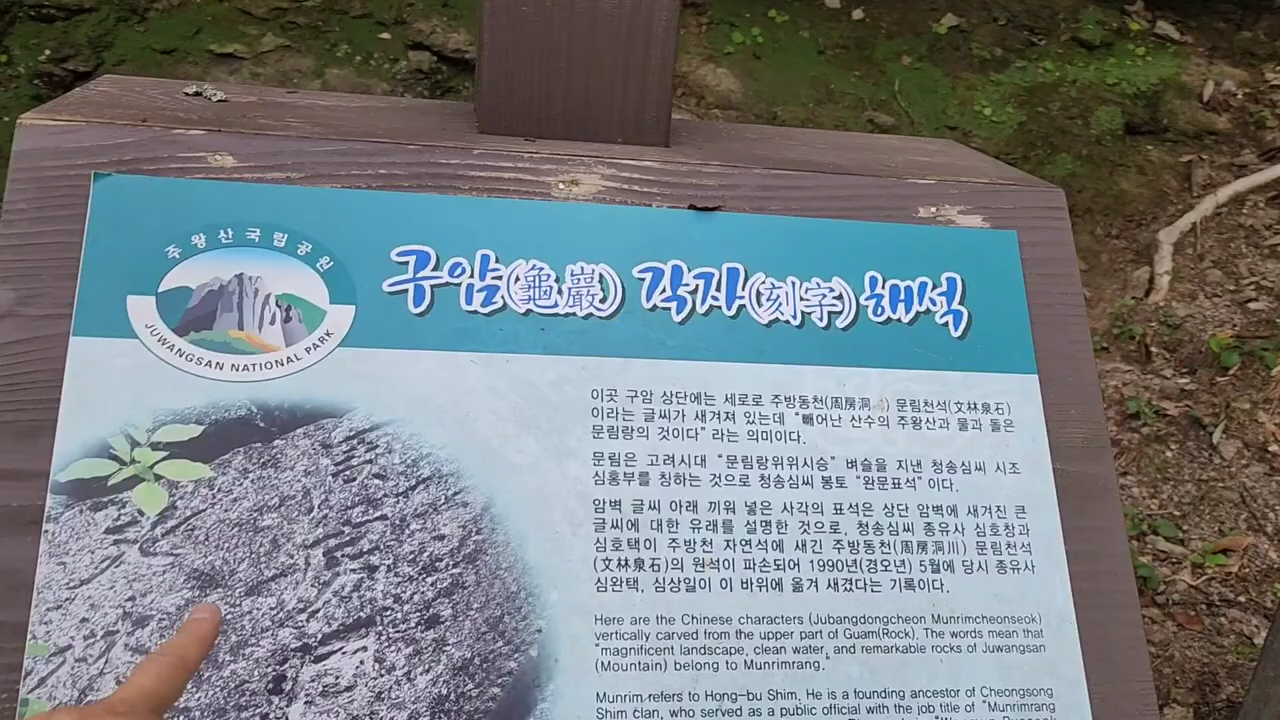 주왕산국립공원
JUWANGSAN NATIONAL PARK
구암(龜巖) 각자(刻字) 해석
이곳 구암 상단에는 세로로 주방동천(周房洞 ) 문림천석(文林泉石)
이라는 글씨가 새겨져 있는데 “빼어난 산수의 주왕산과 물과 돌은
문림랑의 것이다” 라는 의미이다.
문림은 고려시대 “문림랑위위시승” 벼슬을 지낸 청송심씨 시조
심홍부를 칭하는 것으로 청송심씨 봉토 “완문표석” 이다.
암벽 글씨 아래 끼워 넣은 사각의 표석은 상단 암벽에 새겨진 큰
글씨에 대한 유래를 설명한 것으로, 청송심씨 종유사 심호창과
심호택이 주방천 자연석에 새긴 주방동천(周房洞川) 문림천석
(文林泉石)의 원석이 파손되어 1990년(경오년) 5월에 당시 종유사
심완택, 심상일이 이 바위에 옮겨 새겼다는 기록이다.
Here are the Chinese characters (Jubangdongcheon Munrimcheonseok)
vertically carved from the upper part of Guam(Rock). The words mean that
“magnificent landscape, clean water, and remarkable rocks of Juwangsan
(Mountain) belong to Munrimrang.”
Munrim refers to Hong-bu Shim. He is a founding ancestor of Cheongsong
Shim clan, who served as a public official with the job title of “Munrimrang